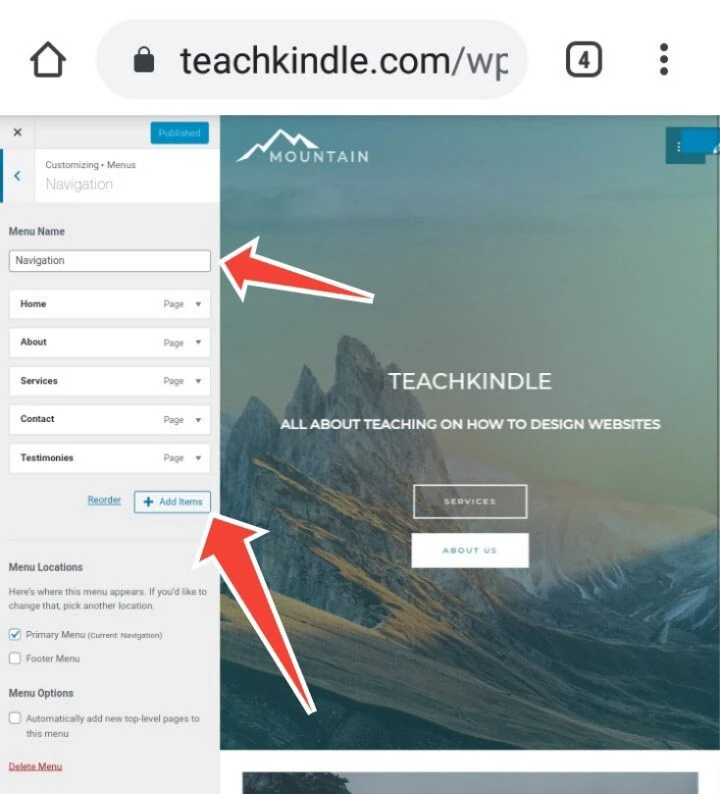 teachkindle.com/wp
4
Published
Customizing • Menus
Navigation
Menu Name
Navigation
Home Page
About Page
Services Page
Contact Page
Testimonies Page
Reorder
+ Add Items
Menu Locations
Here's where this menu appears. If you'd like to
change that, pick another location.
Primary Menu (Current: Navigation)
Footer Menu
Menu Options
Automatically add new top-level pages to
this menu
Delete Menu
MOUNTAIN
TEACHKINDLE
ALL ABOUT TEACHING ON HOW TO DESIGN WEBSITES
SERVICES
ABOUT US